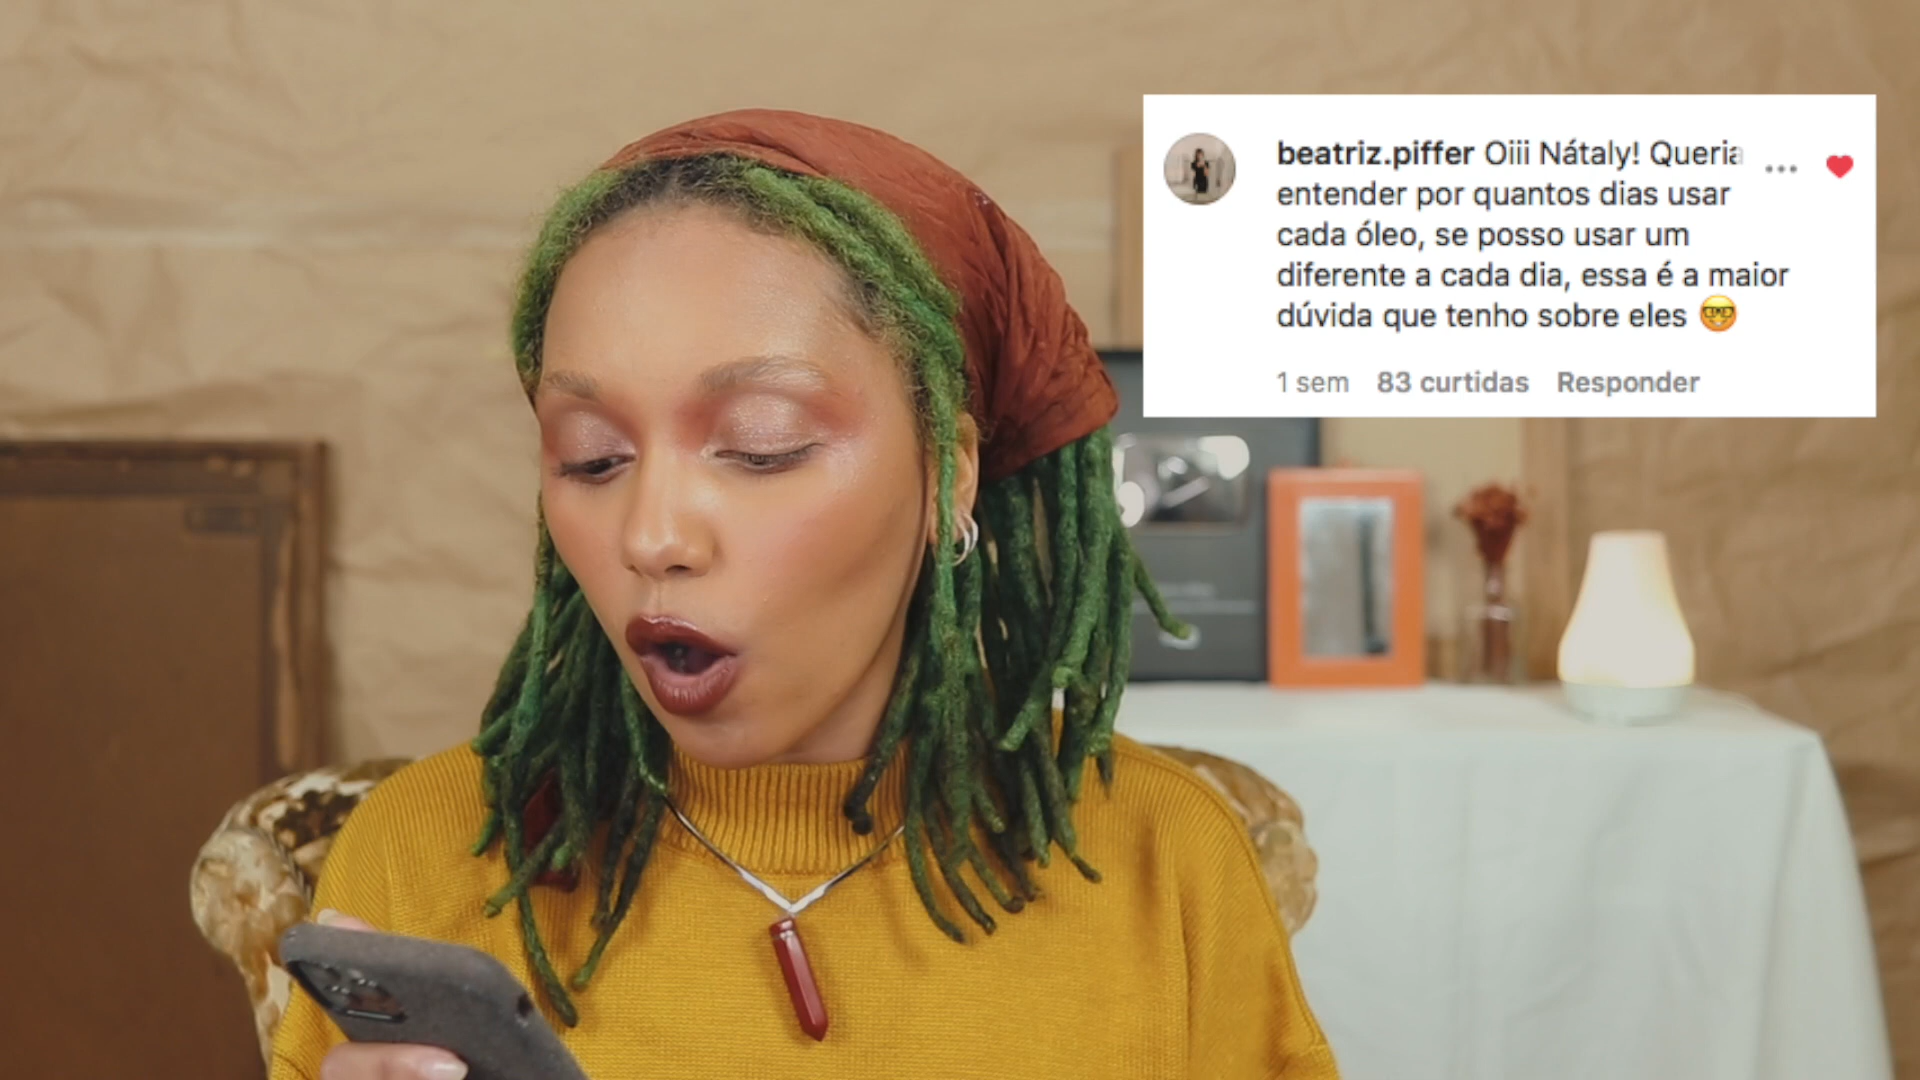 beatriz.piffer Oiii Nátaly! Queria
entender por quantos dias usar
cada óleo, se posso usar um
diferente a cada dia, essa é a maior
dúvida que tenho sobre eles 🤓
1 sem 83 curtidas Responder